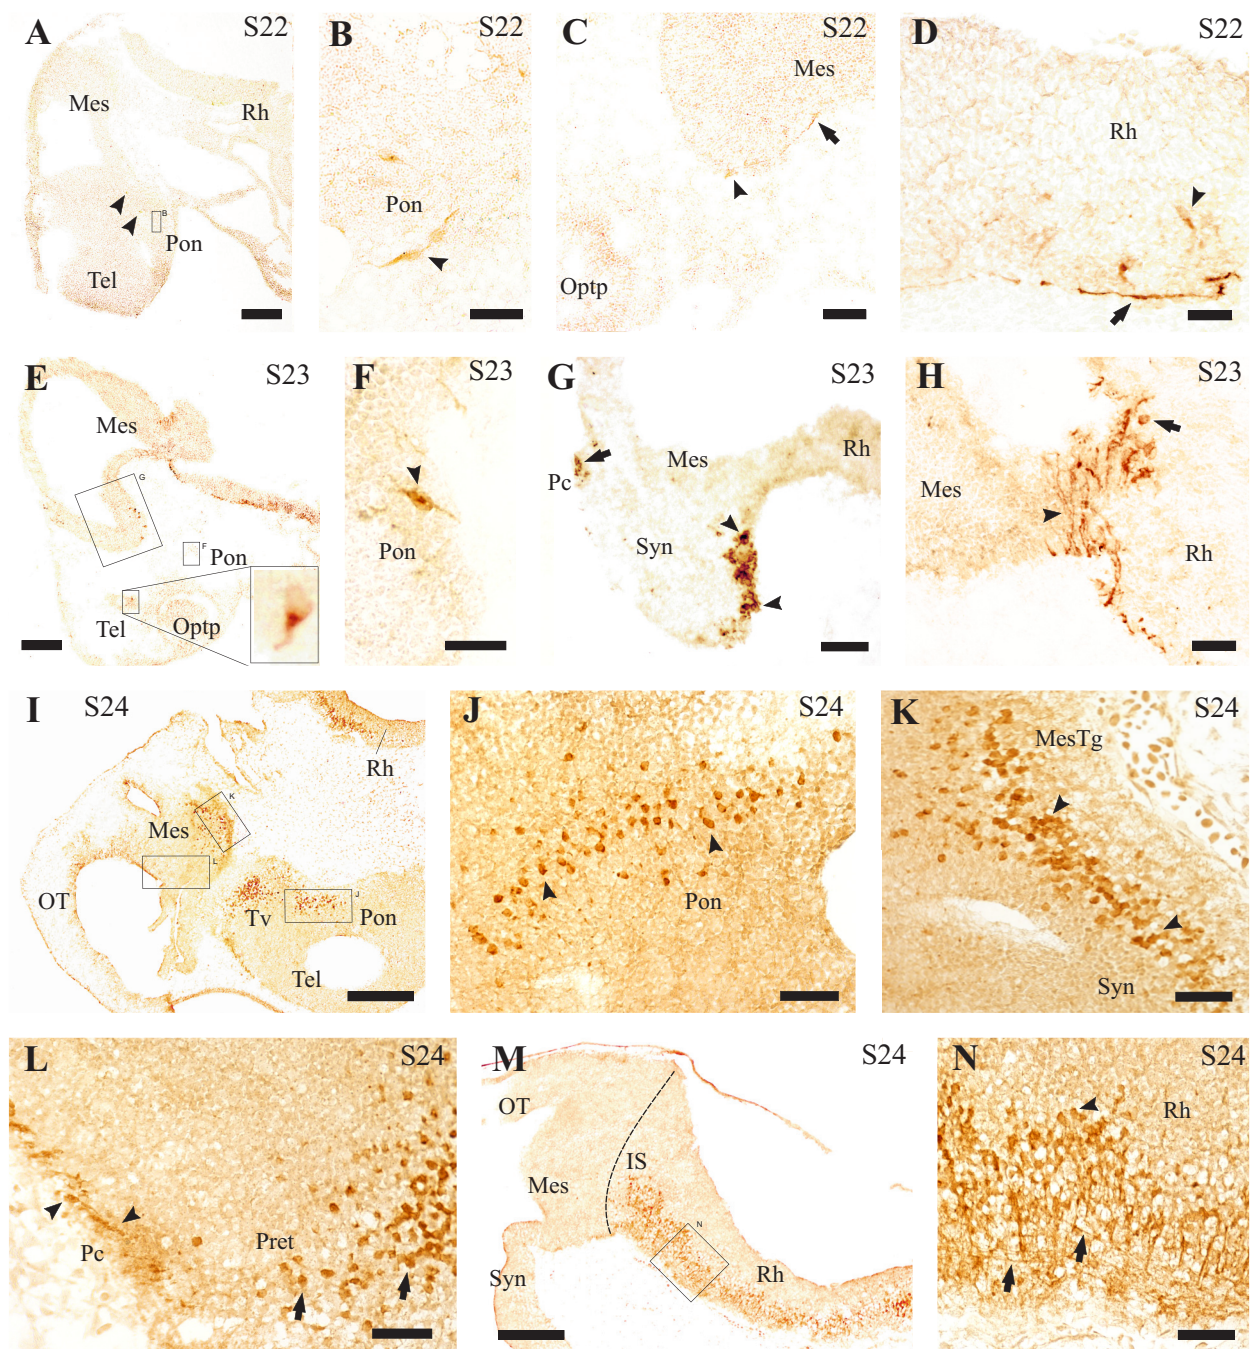 A S22
Mes
Rh
B
Pon
Tel
B S22
Pon
C S22
Mes
Optp
D S22
Rh
E S23
Mes
G
F
Pon
Tel
Optp
F S23
Pon
G S23
Rh
Mes
Pc
Syn
H S23
Mes
Rh
I S24
Rh
K
Mes
L
OT
J
Tv
Pon
Tel
J S24
Pon
K S24
MesTg
Syn
L S24
Pret
Pc
M S24
OT
IS
Mes
N
Syn
Rh
N S24
Rh